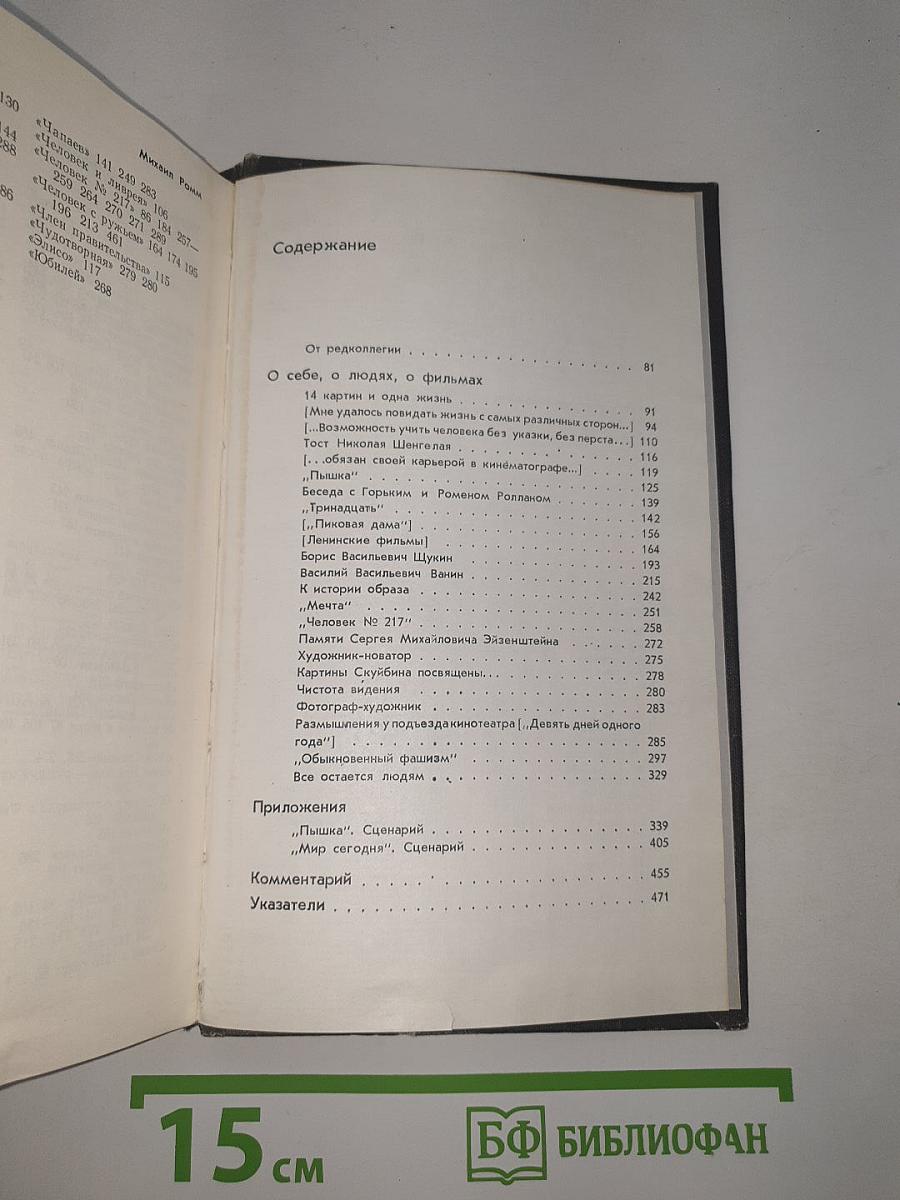 130
144
288
86
Михаил Ромм
«Чапаев» 141 249 283
«Человек и ливрея» 106
«Человек № 217» 86 184 257—
259 264 270 271 289
«Человек с ружьем» 164 174 195
196 213 461
«Член правительства» 115
«Чудотворная» 279 280
«Элисо» 117
«Юбилей» 268
Содержание
От редколлегии . . . . . . . . . . . . . . 81
О себе, о людях, о фильмах
14 картин и одна жизнь . . . . . . . . . . . . . 91
[Мне удалось повидать жизнь с самых различных сторон...] 94
[...Возможность учить человека без указки, без перста...] 110
Тост Николая Шенгелая . . . . . . . . . . . . 116
[...обязан своей карьерой в кинематографе...] . . . . 119
„Пышка“ . . . . . . . . . . . . . . . . . . 125
Беседа с Горьким и Роменом Ролланом . . . . . . . 139
„Тринадцать“ . . . . . . . . . . . . . . . . 142
[„Пиковая дама“] . . . . . . . . . . . . . . 156
[Ленинские фильмы] . . . . . . . . . . . . . 164
Борис Васильевич Щукин . . . . . . . . . . . . 193
Василий Васильевич Ванин . . . . . . . . . . . 215
К истории образа . . . . . . . . . . . . . . 242
„Мечта“ . . . . . . . . . . . . . . . . . . 251
„Человек № 217“ . . . . . . . . . . . . . . . 258
Памяти Сергея Михайловича Эйзенштейна . . . . . 272
Художник-новатор . . . . . . . . . . . . . . 275
Картины Скуйбина посвящены... . . . . . . . . . 278
Чистота видения . . . . . . . . . . . . . . . 280
Фотограф-художник . . . . . . . . . . . . . . 283
Размышления у подъезда кинотеатра [„Девять дней одного
года“] . . . . . . . . . . . . . . . . . . . 285
„Обыкновенный фашизм“ . . . . . . . . . . . . 297
Все остается людям . . . . . . . . . . . . . 329
Приложения
„Пышка“. Сценарий . . . . . . . . . . . . . . 339
„Мир сегодня“. Сценарий . . . . . . . . . . . . 405
Комментарий . . . . . . . . . . . . . . . . 455
Указатели . . . . . . . . . . . . . . . . . 471
15 см
БФ БИБЛИОФАН